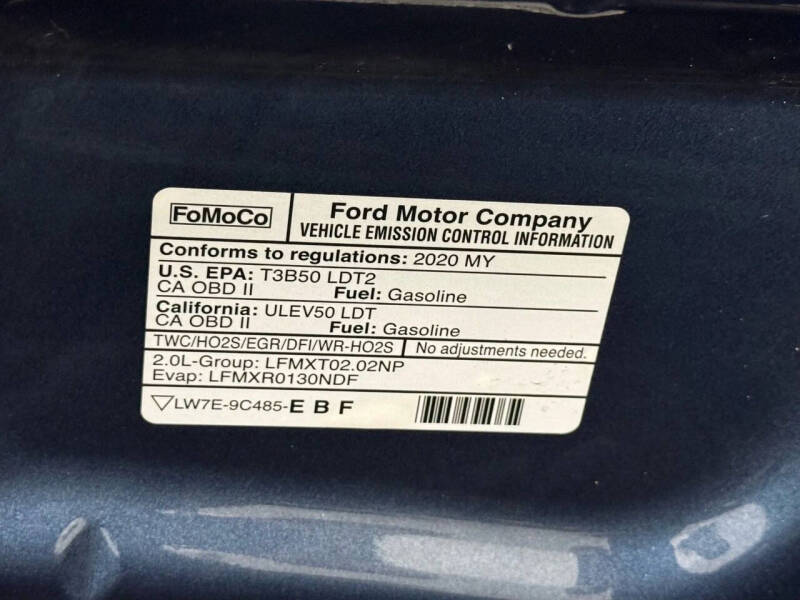 FoMoCo
Ford Motor Company
VEHICLE EMISSION CONTROL INFORMATION
Conforms to regulations: 2020 MY
U.S. EPA: T3B50 LDT2
CA OBD II Fuel: Gasoline
California: ULEV50 LDT
CA OBD II Fuel: Gasoline
TWC/HO2S/EGR/DFI/WR-HO2S No adjustments needed.
2.0L-Group: LFMXT02.02NP
Evap: LFMXR0130NDF
LW7E-9C485-E B F